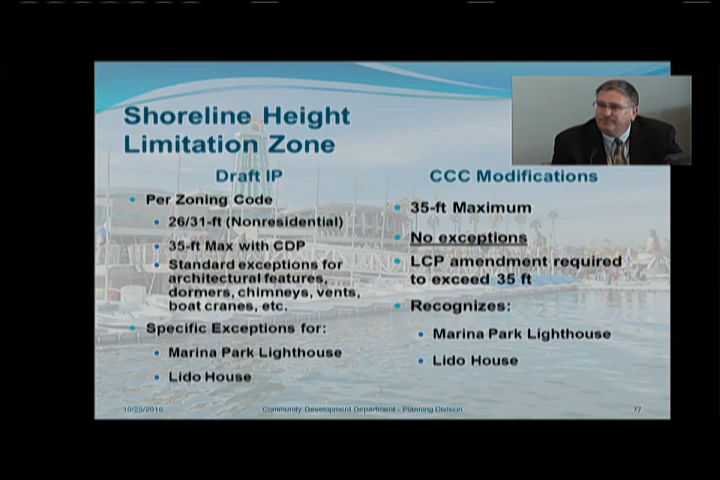 Shoreline Height
Limitation Zone
Draft IP
Per Zoning Code
26/31-ft (Nonresidential)
35-ft Max with CDP
Standard exceptions for
architectural features,
dormers, chimneys, vents,
boat cranes, etc.
Specific Exceptions for:
Marina Park Lighthouse
Lido House
CCC Modifications
35-ft Maximum
No exceptions
LCP amendment required
to exceed 35 ft
Recognizes:
Marina Park Lighthouse
Lido House
10/25/2016
Community Development Department - Planning Division
17